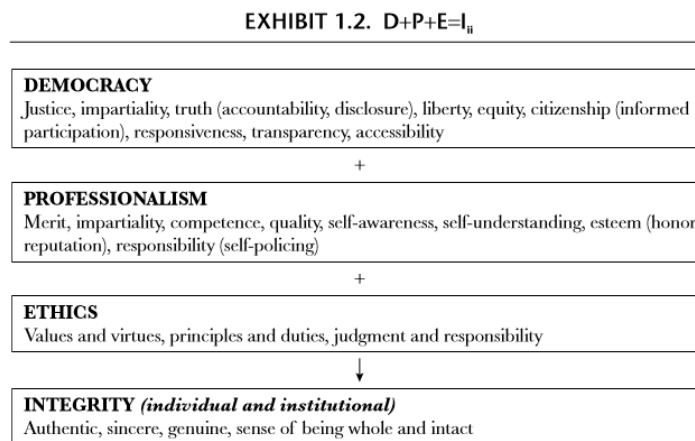 EXHIBIT 1.2. D+P+E=Iᵢᵢ
DEMOCRACY
Justice, impartiality, truth (accountability, disclosure), liberty, equity, citizenship (informed
participation), responsiveness, transparency, accessibility
+
PROFESSIONALISM
Merit, impartiality, competence, quality, self-awareness, self-understanding, esteem (honor
reputation), responsibility (self-policing)
+
ETHICS
Values and virtues, principles and duties, judgment and responsibility
↓
INTEGRITY (individual and institutional)
Authentic, sincere, genuine, sense of being whole and intact